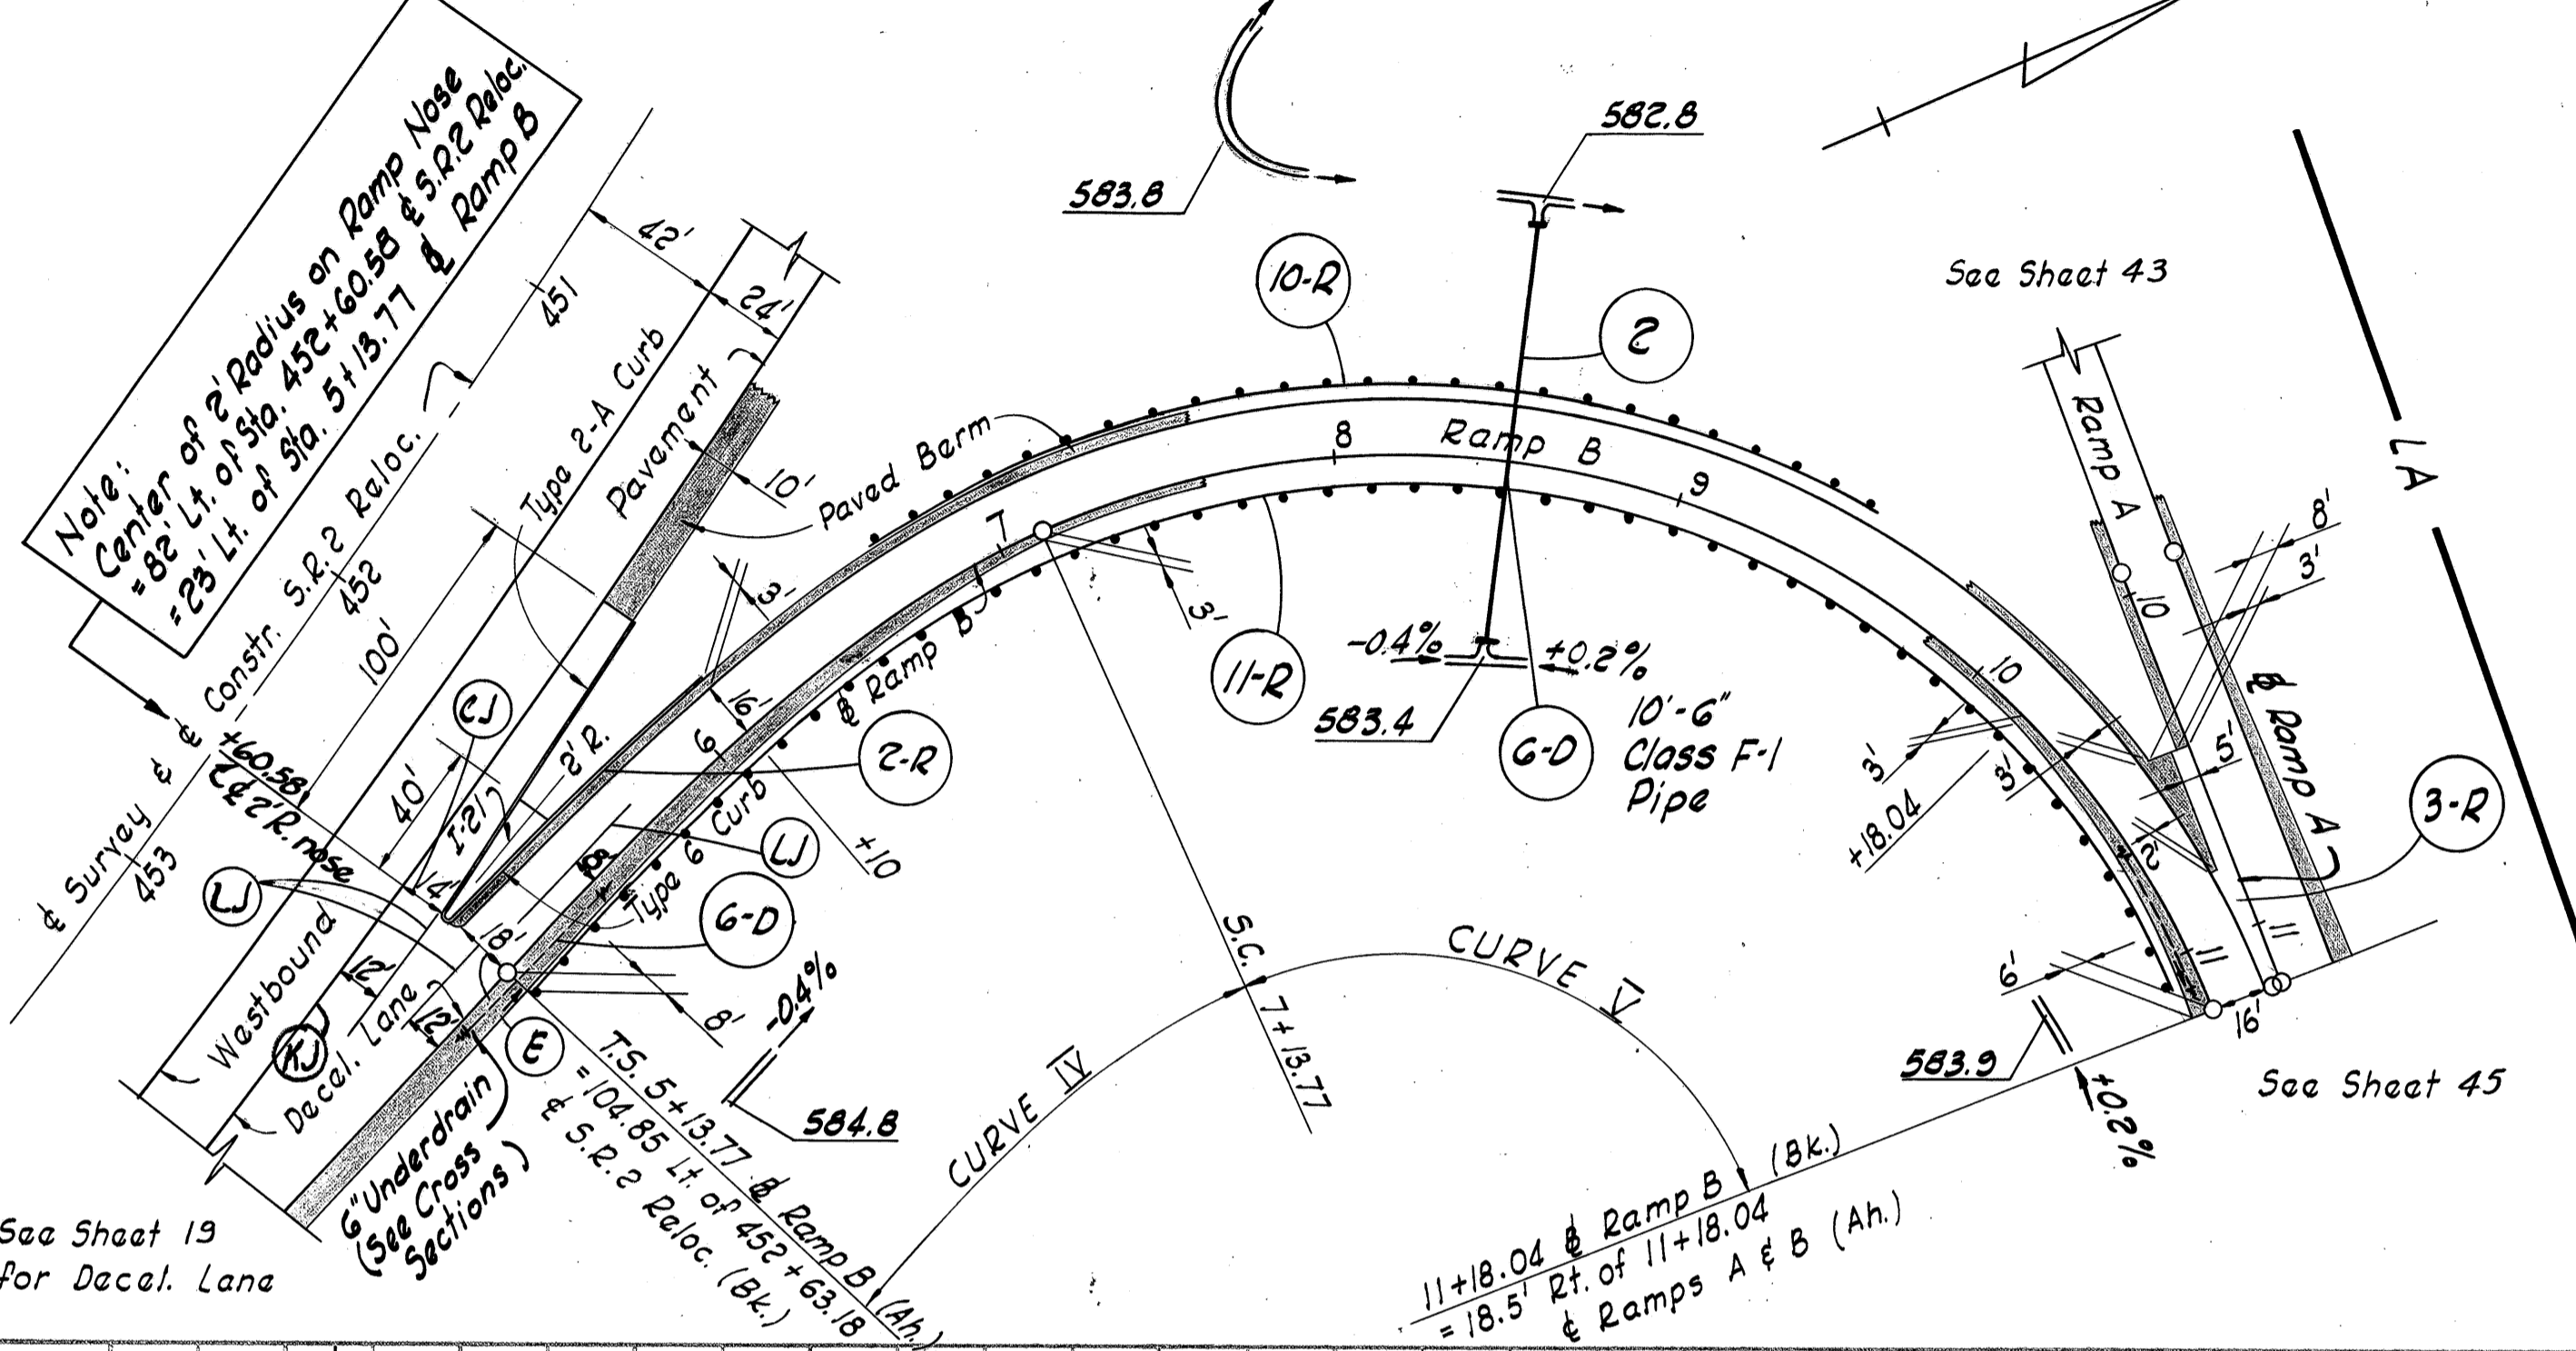 Note:
Center of 2' Radius on Ramp Nose
= 82' Lt. of Sta. 452+60.58 ℄ S.R.2 Reloc.
= 23' Lt. of Sta. 5+13.77 ℄ Ramp B
583.8
582.8
42'
24'
451
See Sheet 43
10-R
2
LA
Type 2-A Curb
Pavement
10'
Paved Berm
8
Ramp B
9
Ramp A
8'
3'
℄ Survey & ℄ Constr. S.R.2 Reloc.
452
453
100'
7
3'
3'
10
10
℄ Ramp B
11-R
-0.4%
+0.2%
583.4
6-D
10'-6"
Class F-1
Pipe
CJ
16'
2' R.
6
2-R
+60.58
℄ 2' R. nose
40'
I-21
4'
LJ
LJ
8'
Type 6 Curb
+10
6-D
18'
3'
3'
+18.04
5'
12'
℄ Ramp A
3-R
11
11
6'
16'
583.9
+0.2%
See Sheet 45
Westbound
12'
KJ
Decel. Lane
12'
E
8'
-0.4%
584.8
S.C. 7+13.77
CURVE IV
CURVE V
T.S. 5+13.77 ℄ Ramp B (Ah.)
= 104.85 Lt. of 452+63.18
℄ S.R.2 Reloc. (Bk.)
6" Underdrain
(See Cross
Sections)
See Sheet 19
for Decel. Lane
11+18.04 ℄ Ramp B (Bk.)
= 18.5' Rt. of 11+18.04
℄ Ramps A & B (Ah.)